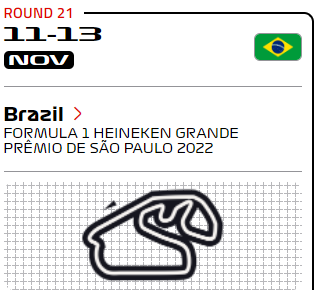 ROUND 21
11-13
NOV
Brazil
FORMULA 1 HEINEKEN GRANDE
PRÊMIO DE SÃO PAULO 2022